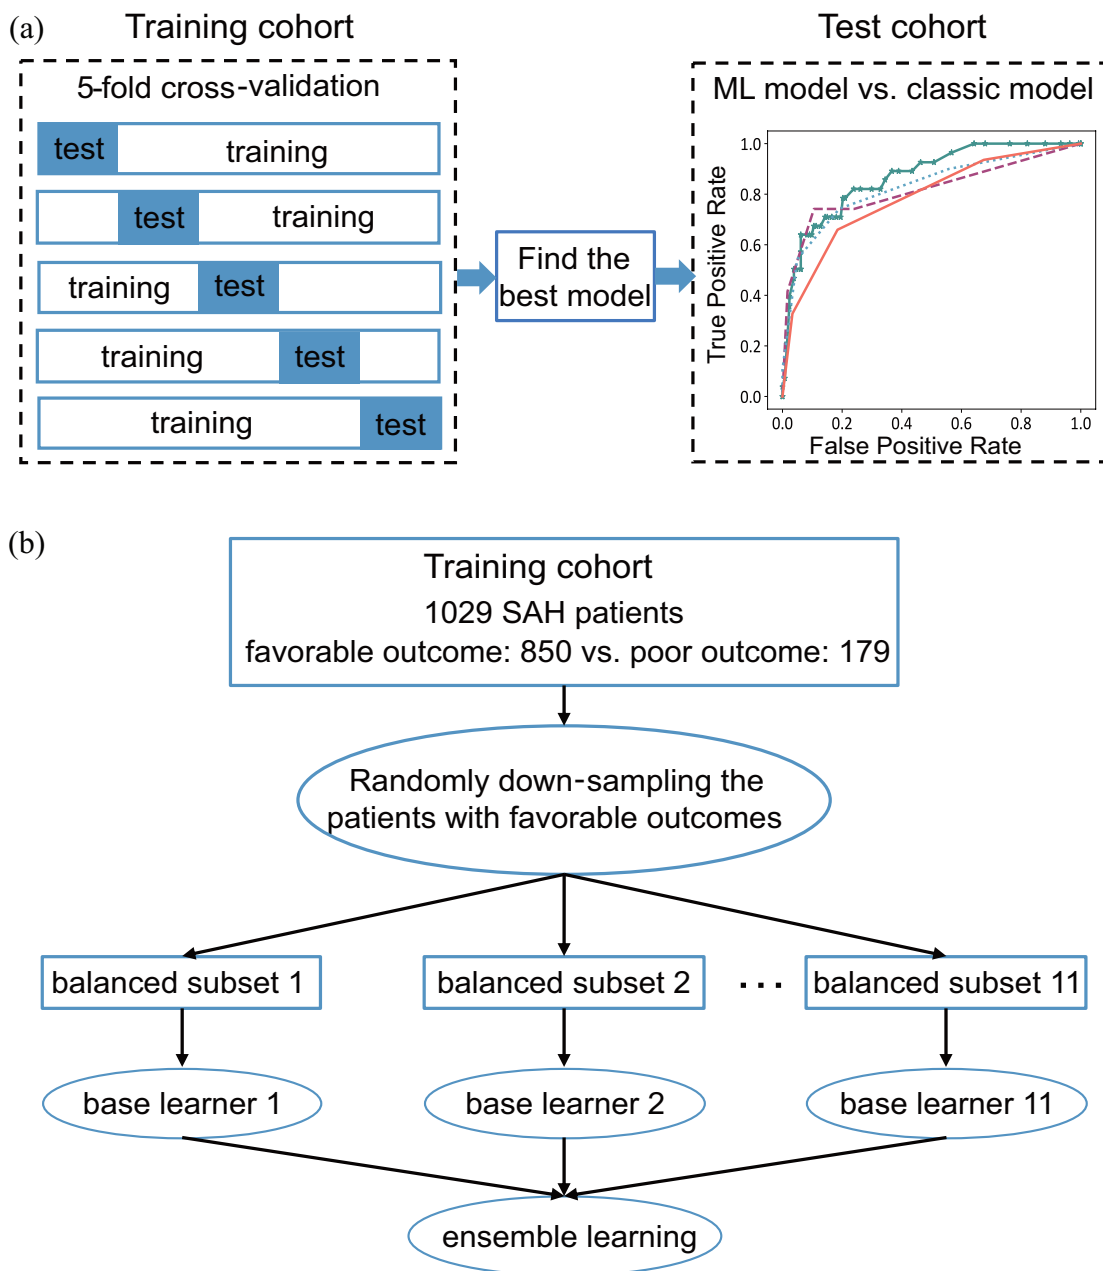 (a)
Training cohort
Test cohort
5-fold cross-validation
test
training
test
training
training
test
training
test
training
test
Find the
best model
ML model vs. classic model
True Positive Rate
1.0
0.8
0.6
0.4
0.2
0.0
0.0
0.2
0.4
0.6
0.8
1.0
False Positive Rate
(b)
Training cohort
1029 SAH patients
favorable outcome: 850 vs. poor outcome: 179
Randomly down-sampling the
patients with favorable outcomes
balanced subset 1
balanced subset 2
...
balanced subset 11
base learner 1
base learner 2
base learner 11
ensemble learning